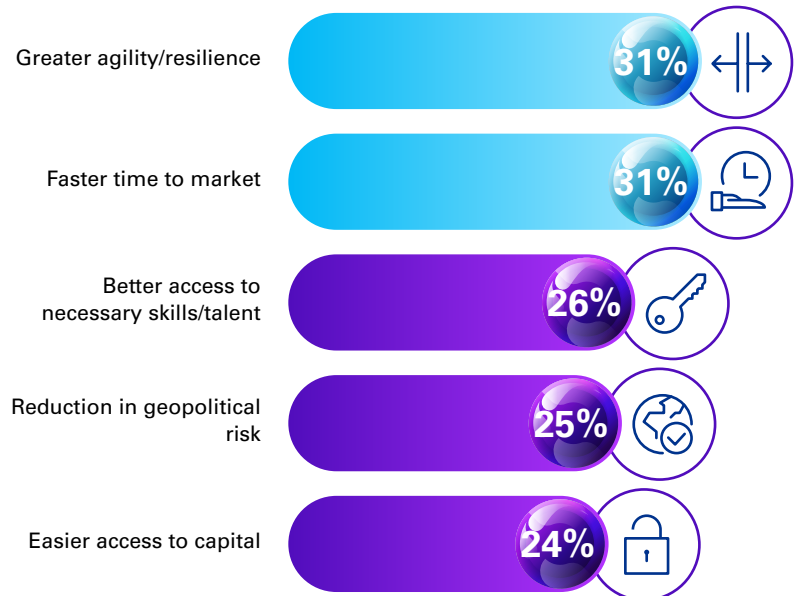 Greater agility/resilience
31%
Faster time to market
31%
Better access to
necessary skills/talent
26%
Reduction in geopolitical
risk
25%
Easier access to capital
24%